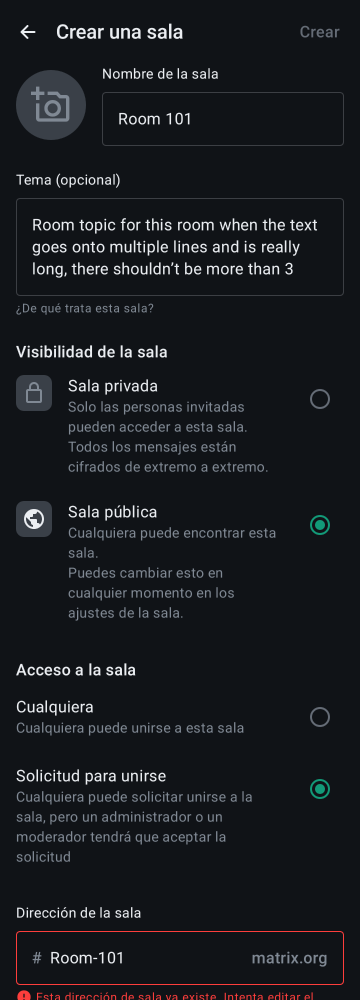 Crear una sala
Crear
Nombre de la sala
Room 101
Tema (opcional)
Room topic for this room when the text
goes onto multiple lines and is really
long, there shouldn’t be more than 3
¿De qué trata esta sala?
Visibilidad de la sala
Sala privada
Solo las personas invitadas
pueden acceder a esta sala.
Todos los mensajes están
cifrados de extremo a extremo.
Sala pública
Cualquiera puede encontrar esta
sala.
Puedes cambiar esto en
cualquier momento en los
ajustes de la sala.
Acceso a la sala
Cualquiera
Cualquiera puede unirse a esta sala
Solicitud para unirse
Cualquiera puede solicitar unirse a la
sala, pero un administrador o un
moderador tendrá que aceptar la
solicitud
Dirección de la sala
# Room-101 matrix.org
Esta dirección de sala ya existe. Intenta editar el